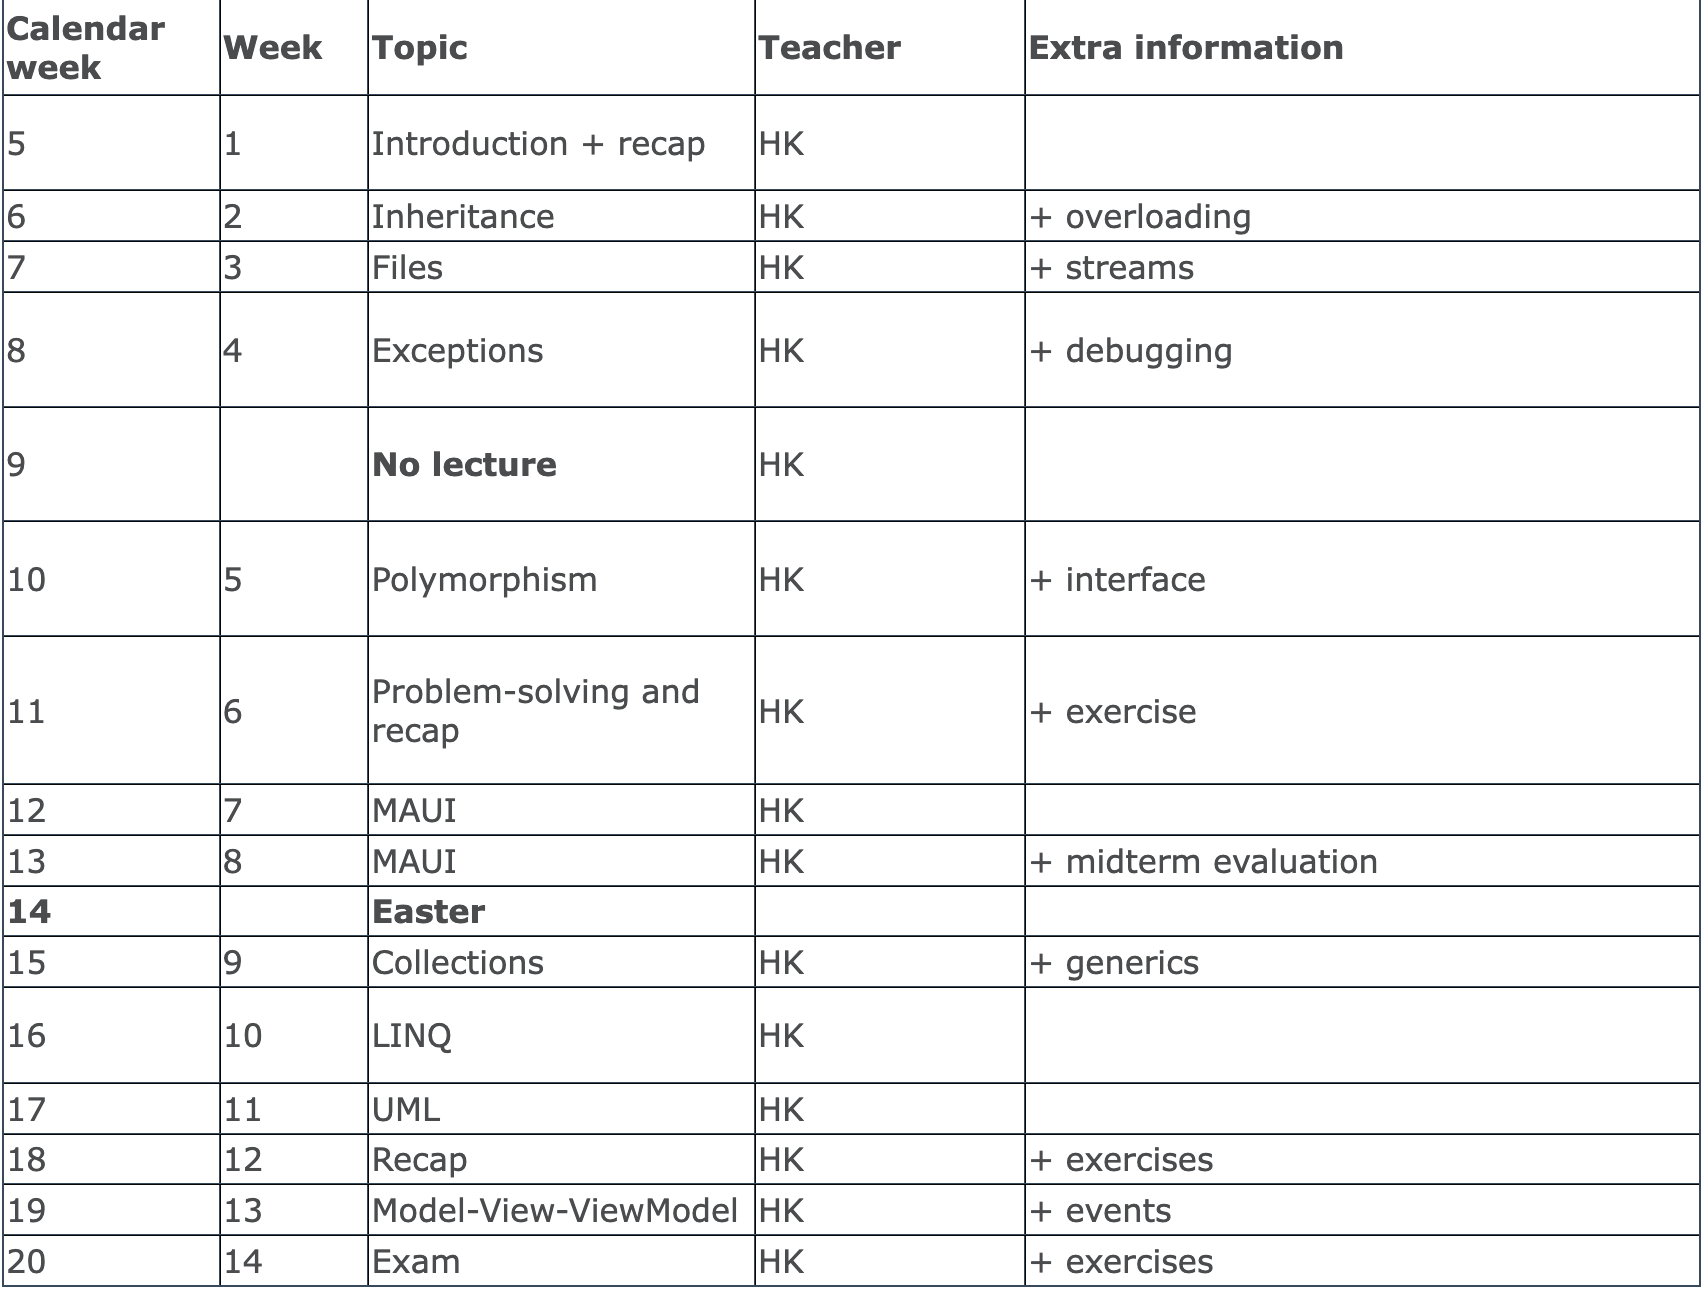 Calendar week Week Topic Teacher Extra information
5 1 Introduction + recap HK
6 2 Inheritance HK + overloading
7 3 Files HK + streams
8 4 Exceptions HK + debugging
9 No lecture HK
10 5 Polymorphism HK + interface
11 6 Problem-solving and recap HK + exercise
12 7 MAUI HK
13 8 MAUI HK + midterm evaluation
14 Easter
15 9 Collections HK + generics
16 10 LINQ HK
17 11 UML HK
18 12 Recap HK + exercises
19 13 Model-View-ViewModel HK + events
20 14 Exam HK + exercises